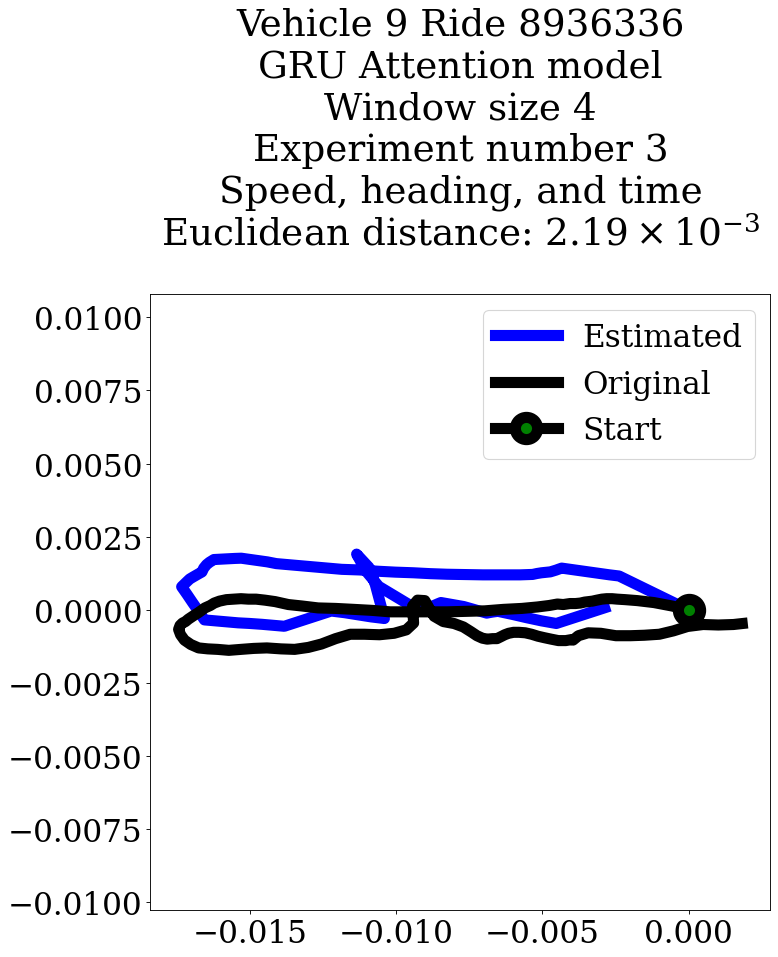 Vehicle 9 Ride 8936336
GRU Attention model
Window size 4
Experiment number 3
Speed, heading, and time
Euclidean distance: 2.19 × 10⁻³
Estimated
Original
Start
0.0100
0.0075
0.0050
0.0025
0.0000
−0.0025
−0.0050
−0.0075
−0.0100
−0.015
−0.010
−0.005
0.000